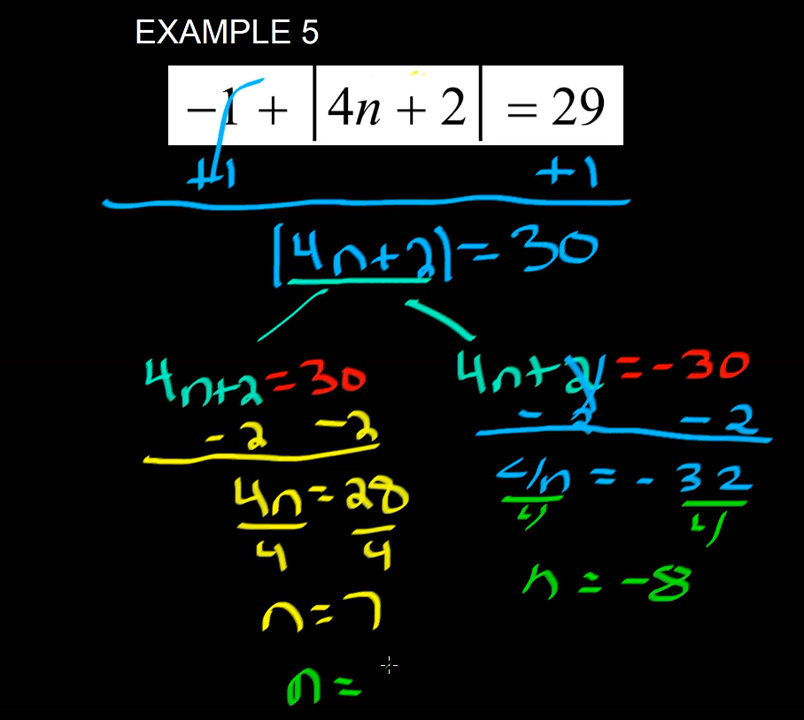 EXAMPLE 5
−1 + |4n + 2| = 29
+1 +1
|4n+2| = 30
4n+2 = 30
- 2 - 2
4n = 28
4 4
n = 7
4n+2 = -30
- 2 - 2
4n = - 32
4 4
n = -8
n =